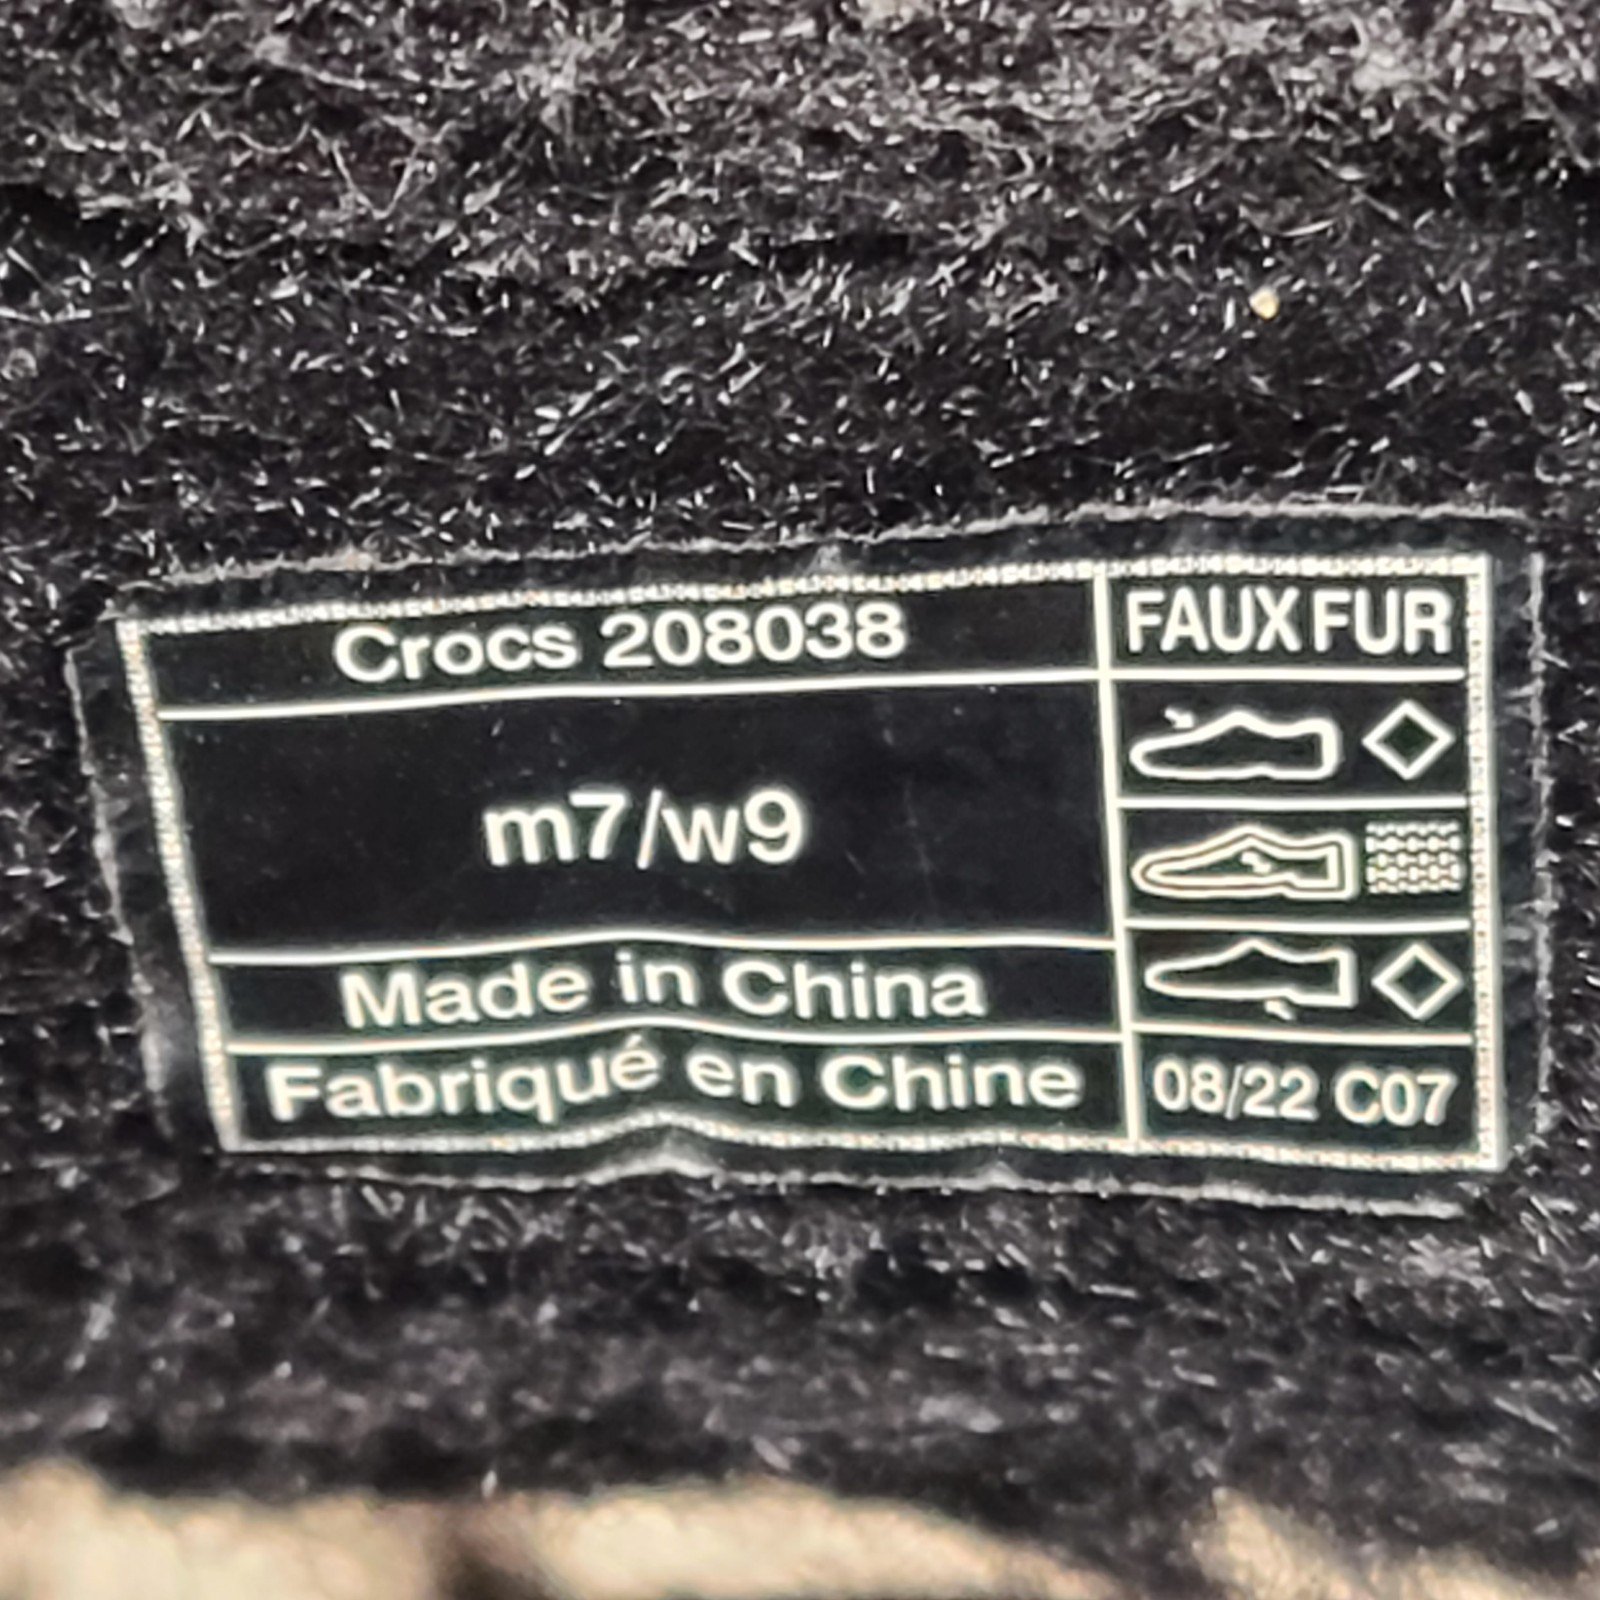 Crocs 208038
FAUX FUR
m7/w9
Made in China
Fabriqué en Chine
08/22 C07